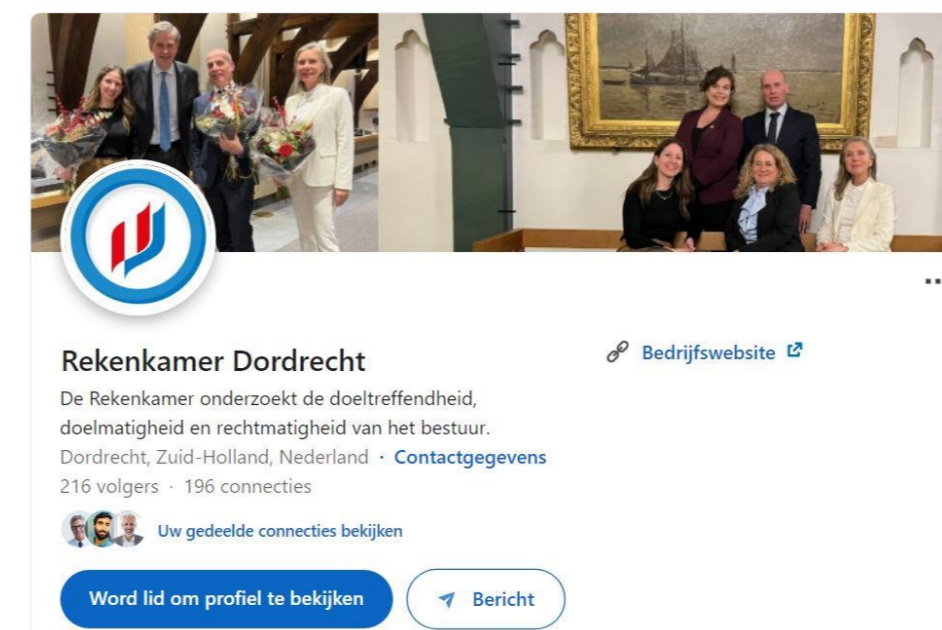 Rekenkamer Dordrecht
De Rekenkamer onderzoekt de doeltreffendheid,
doelmatigheid en rechtmatigheid van het bestuur.
Dordrecht, Zuid-Holland, Nederland · Contactgegevens
216 volgers · 196 connecties
Uw gedeelde connecties bekijken
Word lid om profiel te bekijken
Bericht
Bedrijfswebsite